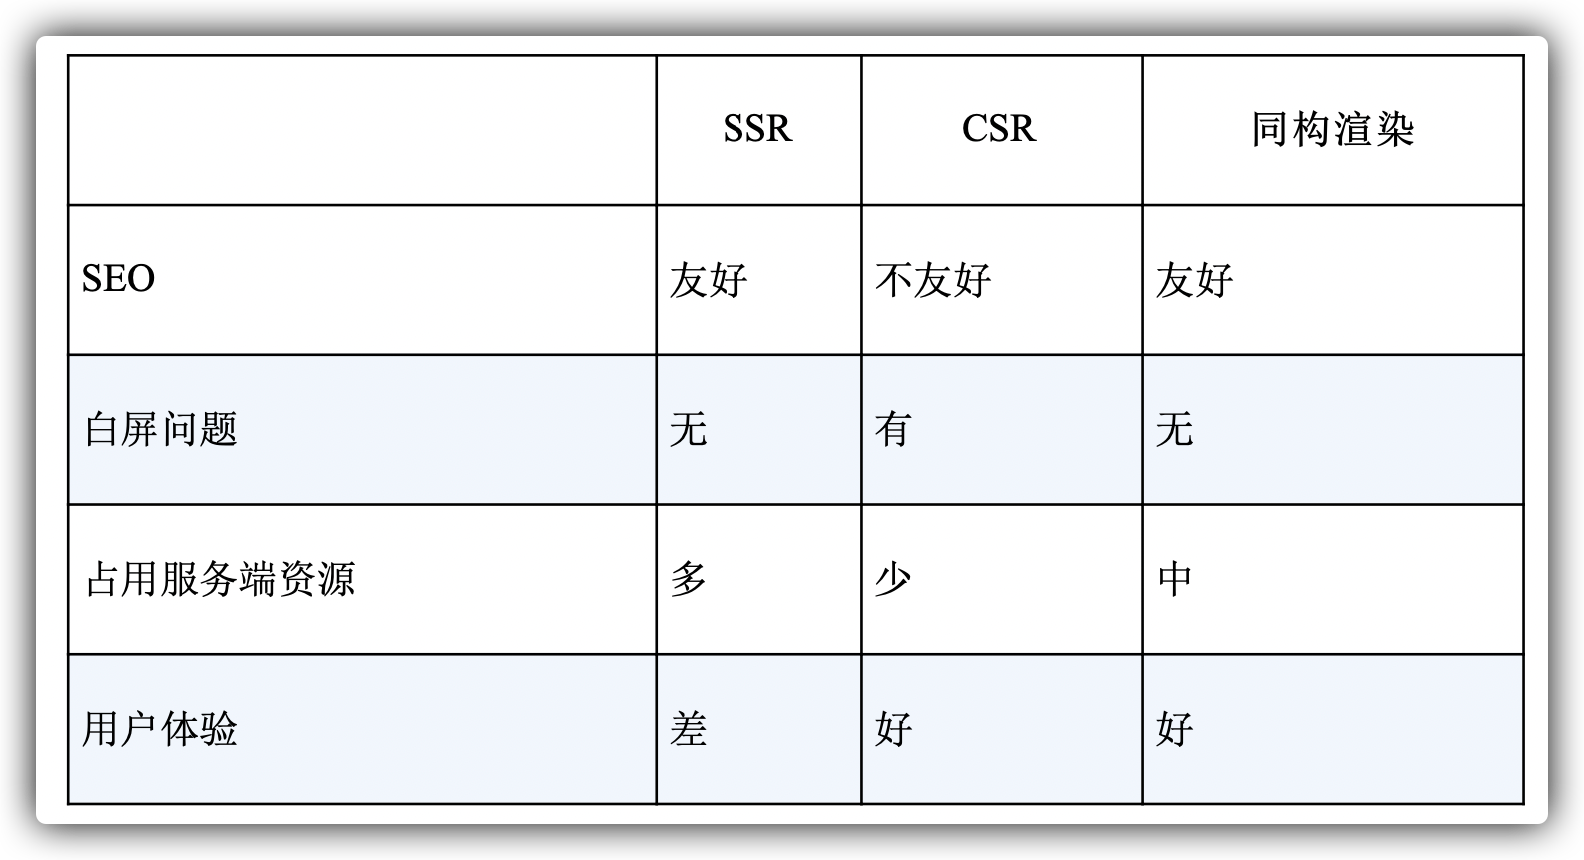 SSR CSR 同构渲染
SEO 友好 不友好 友好
白屏问题 无 有 无
占用服务端资源 多 少 中
用户体验 差 好 好